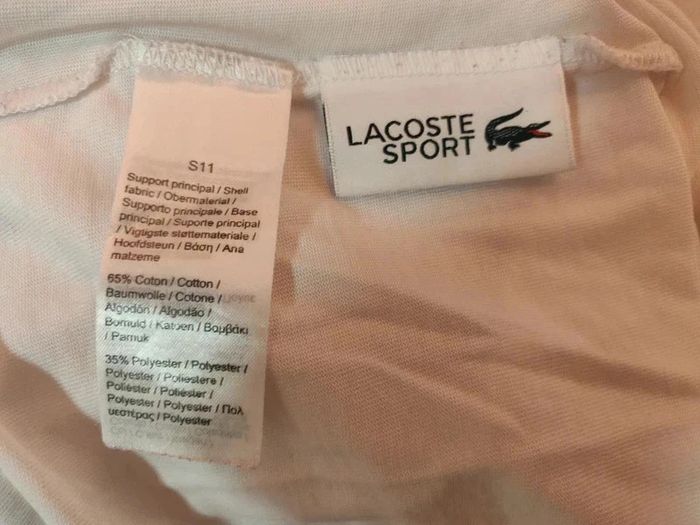 S11
Support principal / Shell
fabric / Obermaterial /
Supporto principale / Base
principal / Suporte principal
/ Vigtigste støttemateriale /
Hoofdsteun / Βάση / Ana
malzeme
65% Coton / Cotton /
Baumwolle / Cotone /
Algodón / Algodão /
Bomuld / Katoen / Βαμβάκι
/ Pamuk
35% Polyester / Polyester /
Polyester / Poliestere /
Poliéster / Poliéster /
Polyester / Polyester / Πολ
υεστέρας / Polyester
LACOSTE
SPORT